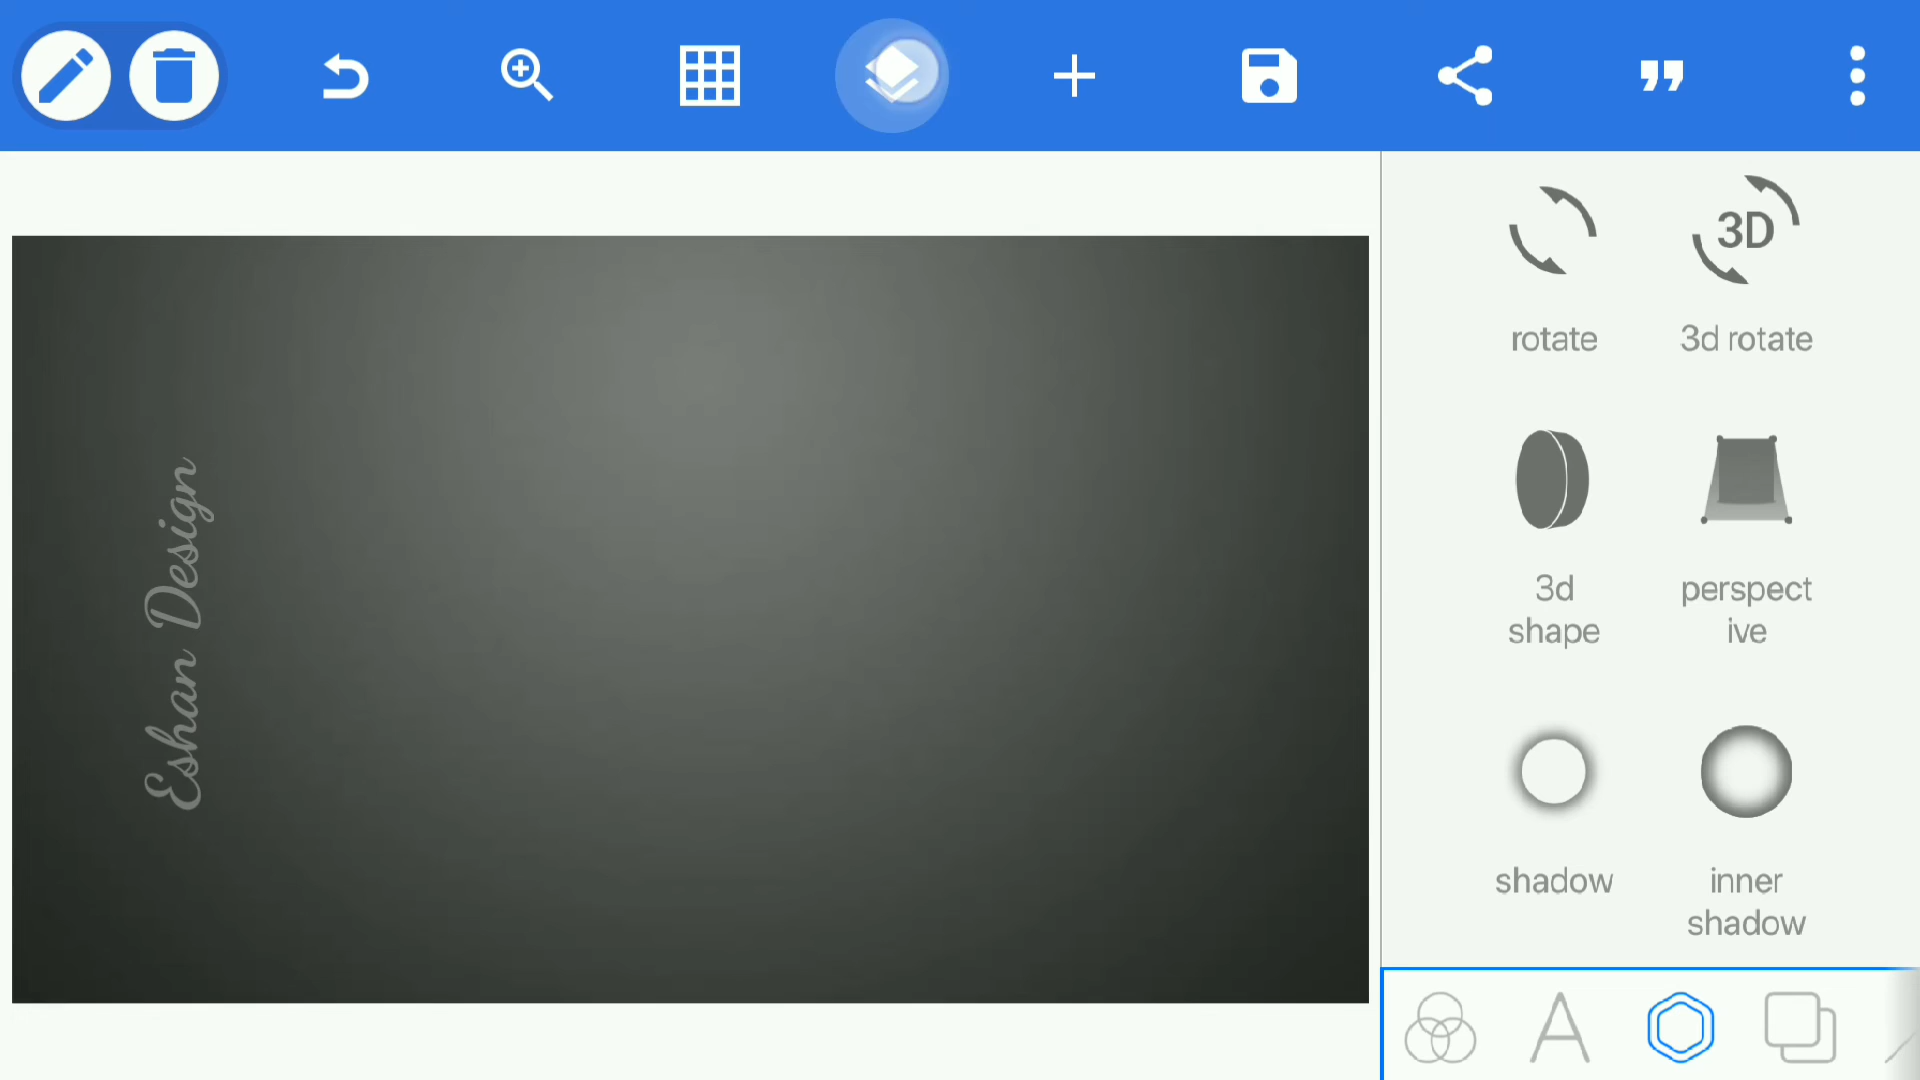 3D
rotate
3d rotate
3d
shape
perspect
ive
shadow
inner
shadow
Eshan Design